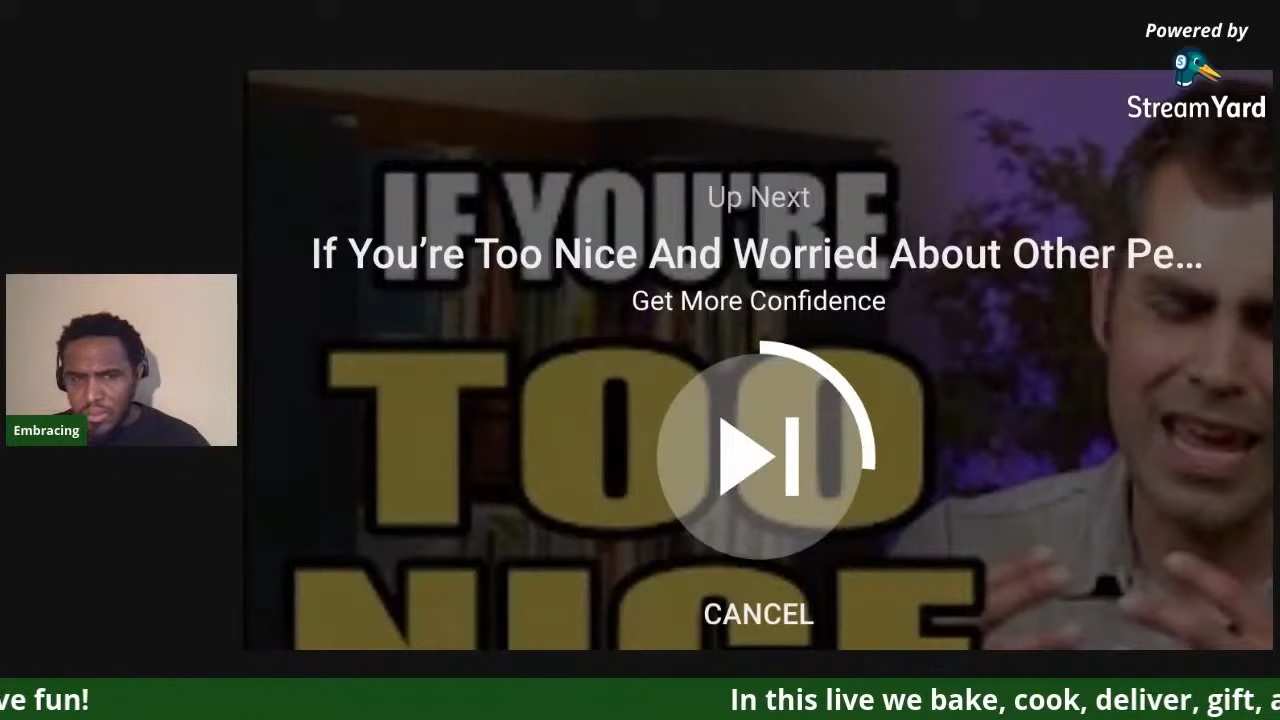 Powered by
StreamYard
IF YOU'RE
Up Next
If You’re Too Nice And Worried About Other Pe...
Get More Confidence
TOO
NICE
CANCEL
Embracing
ve fun!
In this live we bake, cook, deliver, gift, a